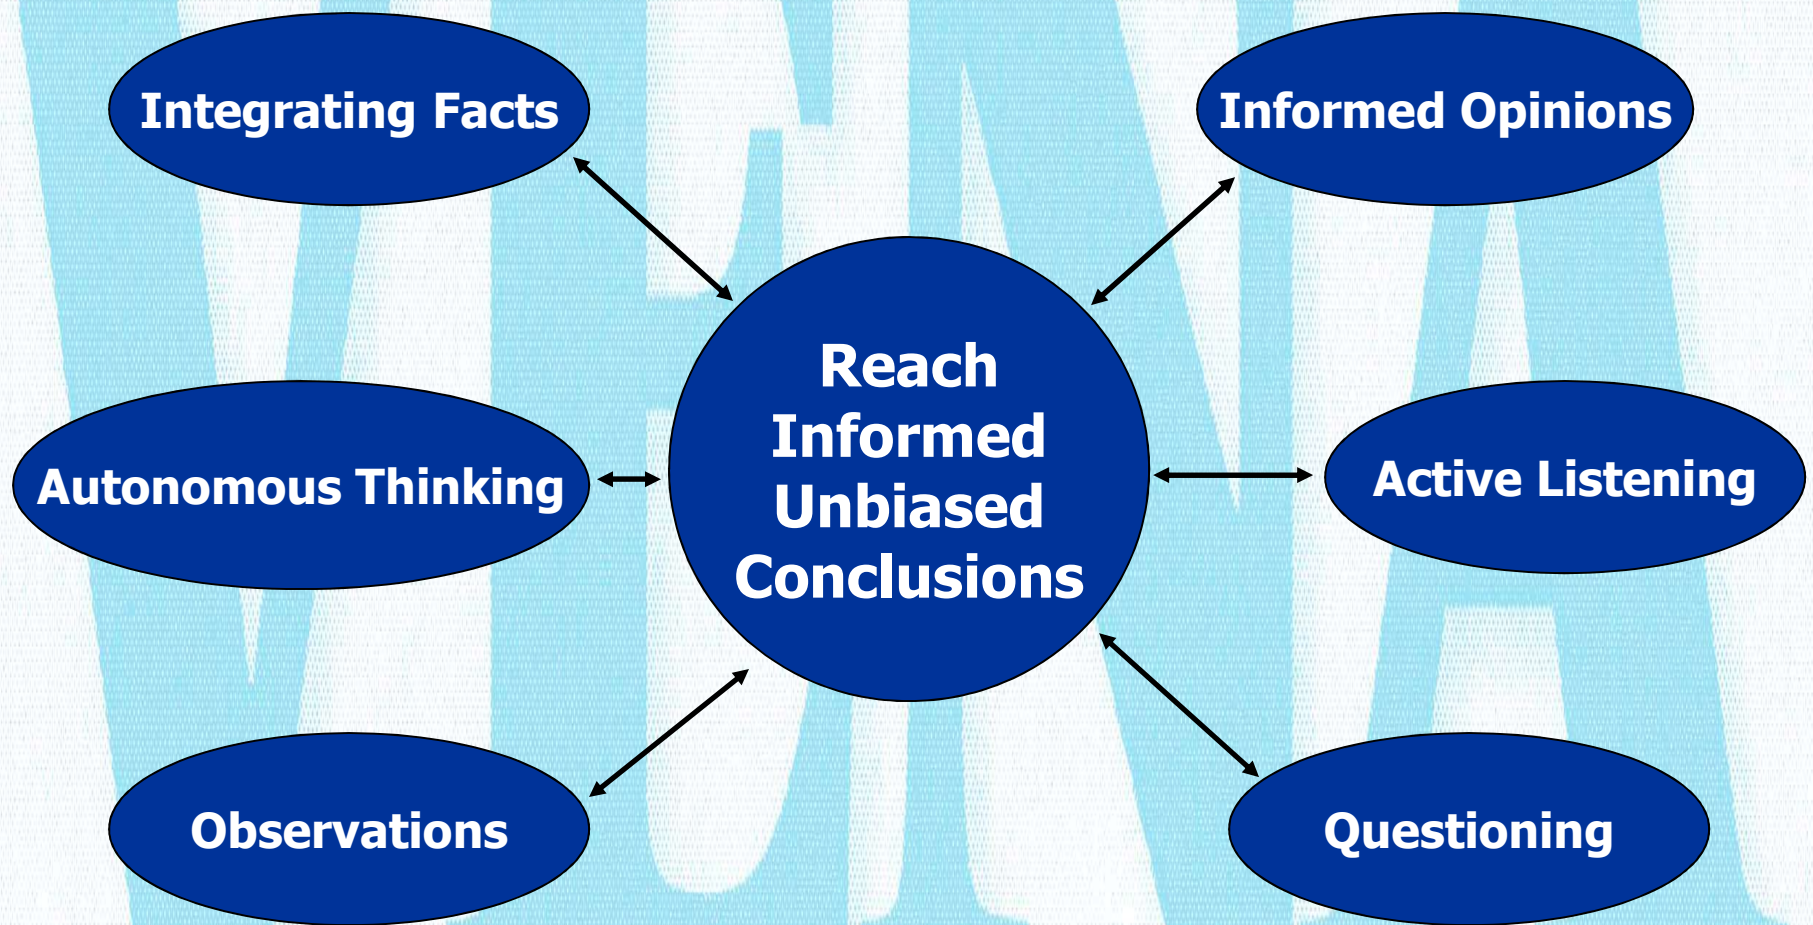 Integrating Facts
Informed Opinions
Reach
Informed
Unbiased
Conclusions
Autonomous Thinking
Active Listening
Observations
Questioning